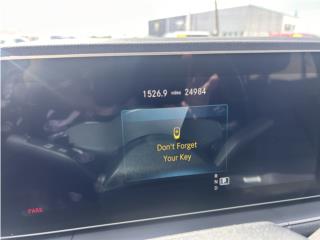 1526.9 miles 24984
Don't Forget
Your Key
R
N
D
P
PARK